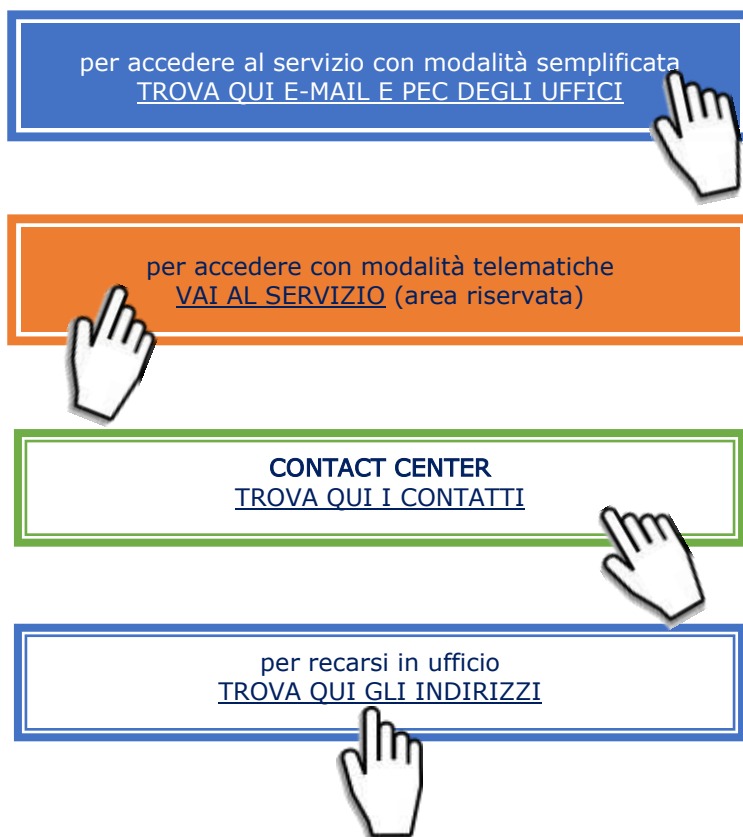 per accedere al servizio con modalità semplificata
TROVA QUI E-MAIL E PEC DEGLI UFFICI
per accedere con modalità telematiche
VAI AL SERVIZIO (area riservata)
CONTACT CENTER
TROVA QUI I CONTATTI
per recarsi in ufficio
TROVA QUI GLI INDIRIZZI